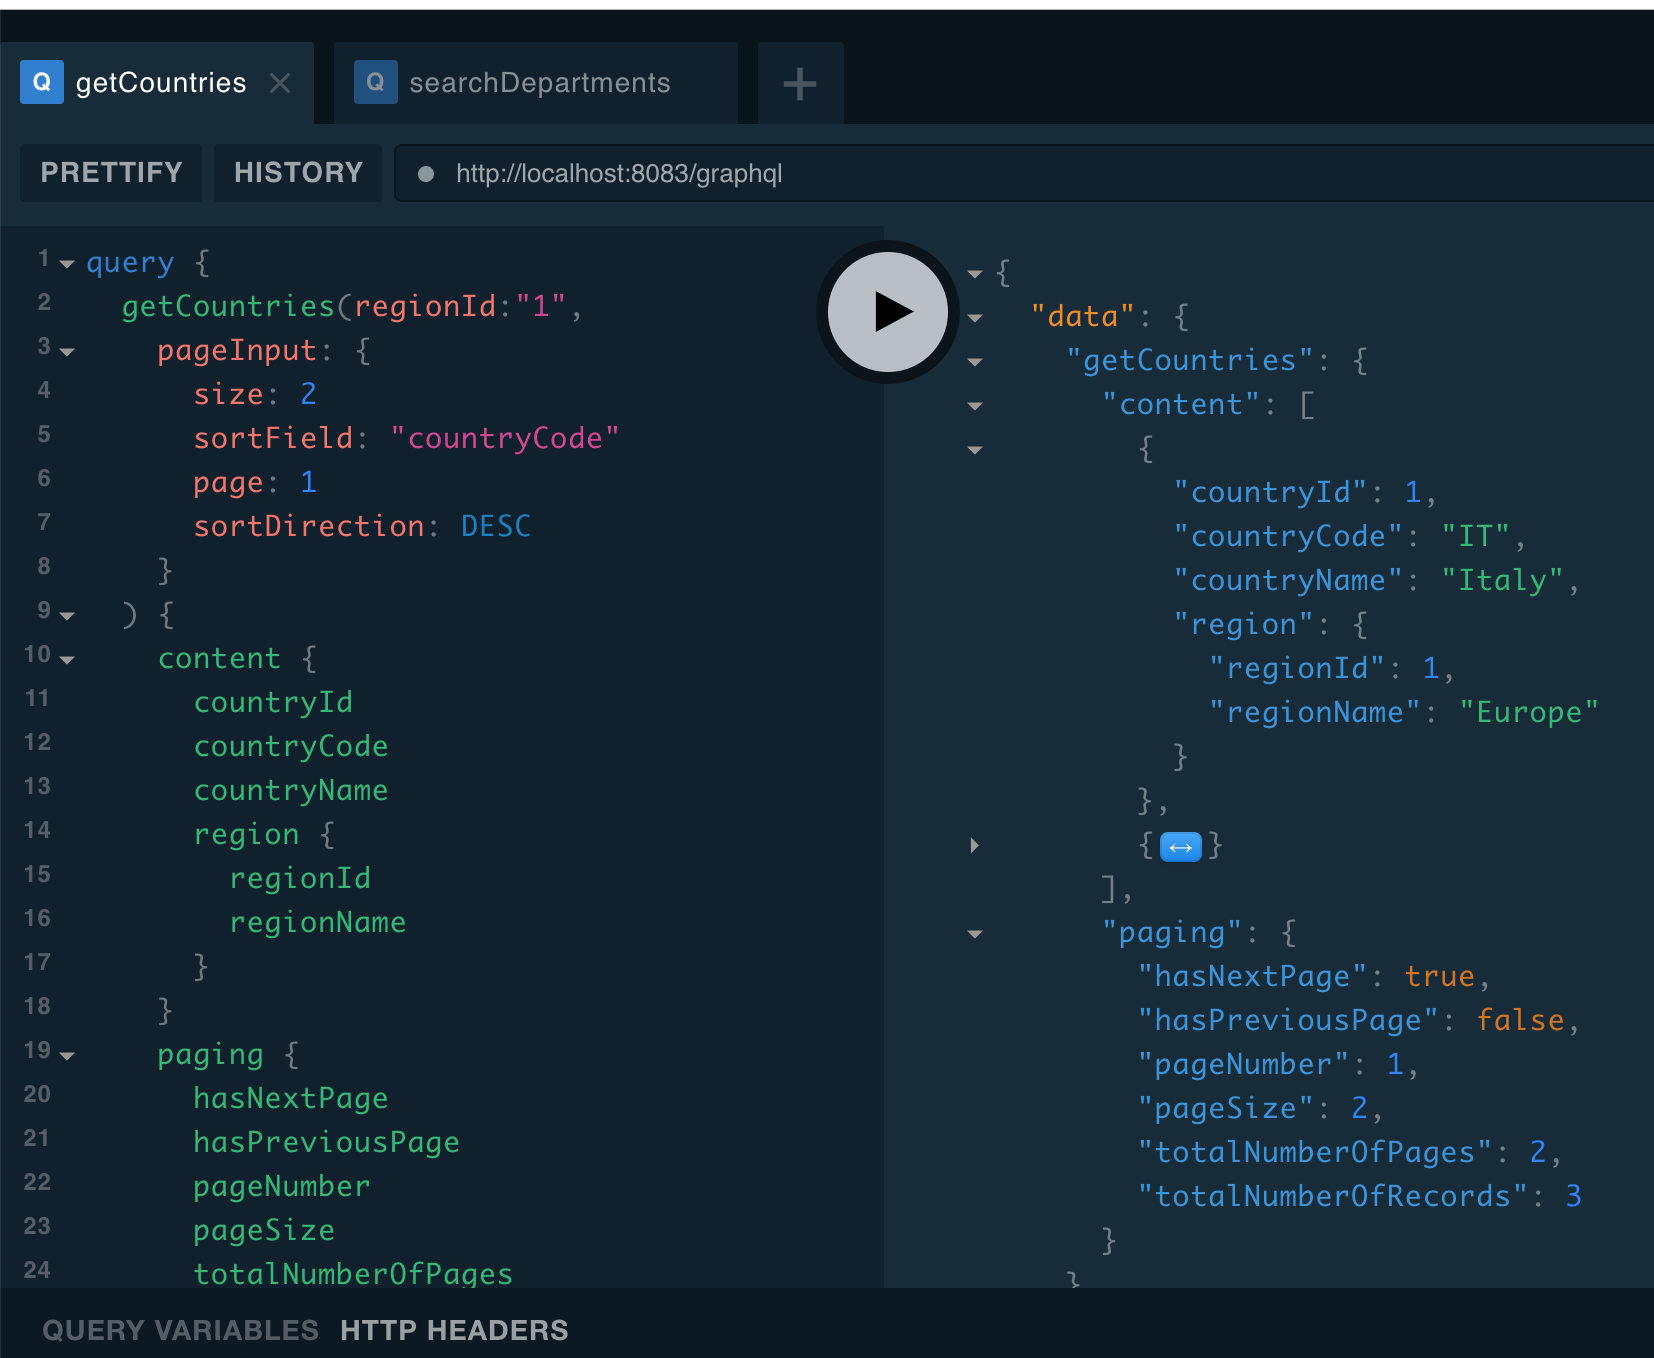 Q getCountries × Q searchDepartments +
PRETTIFY HISTORY http://localhost:8083/graphql
1 query {
2 getCountries(regionId:"1",
3 pageInput: {
4 size: 2
5 sortField: "countryCode"
6 page: 1
7 sortDirection: DESC
8 }
9 ) {
10 content {
11 countryId
12 countryCode
13 countryName
14 region {
15 regionId
16 regionName
17 }
18 }
19 paging {
20 hasNextPage
21 hasPreviousPage
22 pageNumber
23 pageSize
24 totalNumberOfPages
{
"data": {
"getCountries": {
"content": [
{
"countryId": 1,
"countryCode": "IT",
"countryName": "Italy",
"region": {
"regionId": 1,
"regionName": "Europe"
}
},
{↔}
],
"paging": {
"hasNextPage": true,
"hasPreviousPage": false,
"pageNumber": 1,
"pageSize": 2,
"totalNumberOfPages": 2,
"totalNumberOfRecords": 3
}
}
QUERY VARIABLES HTTP HEADERS